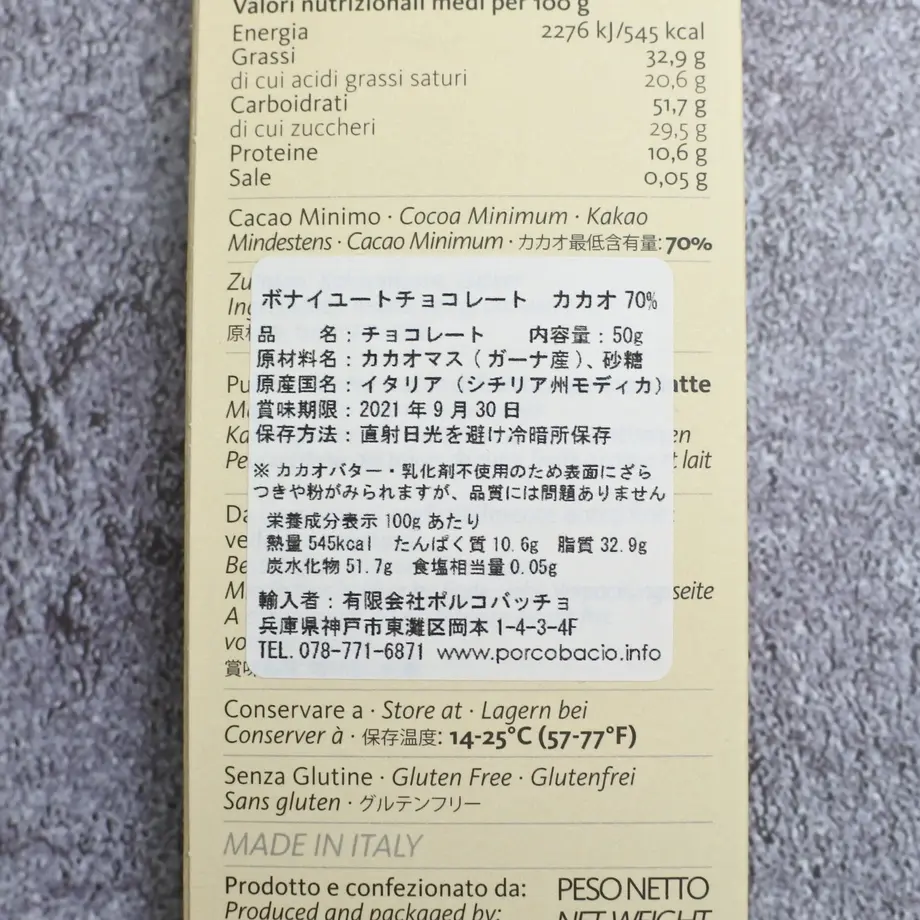 Valori nutrizionali medi per 100 g
Energia 2276 kJ/545 kcal
Grassi 32,9 g
di cui acidi grassi saturi 20,6 g
Carboidrati 51,7 g
di cui zuccheri 29,5 g
Proteine 10,6 g
Sale 0,05 g
Cacao Minimo · Cocoa Minimum · Kakao
Mindestens · Cacao Minimum · カカオ最低含有量: 70%
ボナイユートチョコレート カカオ 70%
品 名：チョコレート 内容量：50g
原材料名：カカオマス（ガーナ産）、砂糖
原産国名：イタリア（シチリア州モディカ）
賞味期限：2021 年 9 月 30 日
保存方法：直射日光を避け冷暗所保存
※ カカオバター・乳化剤不使用のため表面にざら
つきや粉がみられますが、品質には問題ありません
栄養成分表示 100g あたり
熱量 545kcal たんぱく質 10.6g 脂質 32.9g
炭水化物 51.7g 食塩相当量 0.05g
輸入者：有限会社ポルコバッチョ
兵庫県神戸市東灘区岡本 1-4-3-4F
TEL. 078-771-6871 www.porcobacio.info
lait
Conservare a · Store at · Lagern bei
Conserver à · 保存温度: 14-25°C (57-77°F)
Senza Glutine · Gluten Free · Glutenfrei
Sans gluten · グルテンフリー
MADE IN ITALY
Prodotto e confezionato da: PESO NETTO
Produced and packaged by: NET WEIGHT